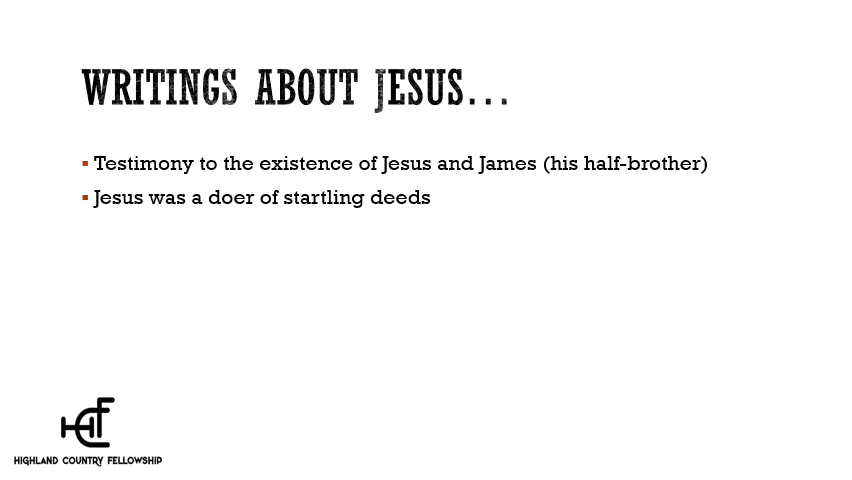 WRITINGS ABOUT JESUS...
▪ Testimony to the existence of Jesus and James (his half-brother)
▪ Jesus was a doer of startling deeds
HCF
HIGHLAND COUNTRY FELLOWSHIP